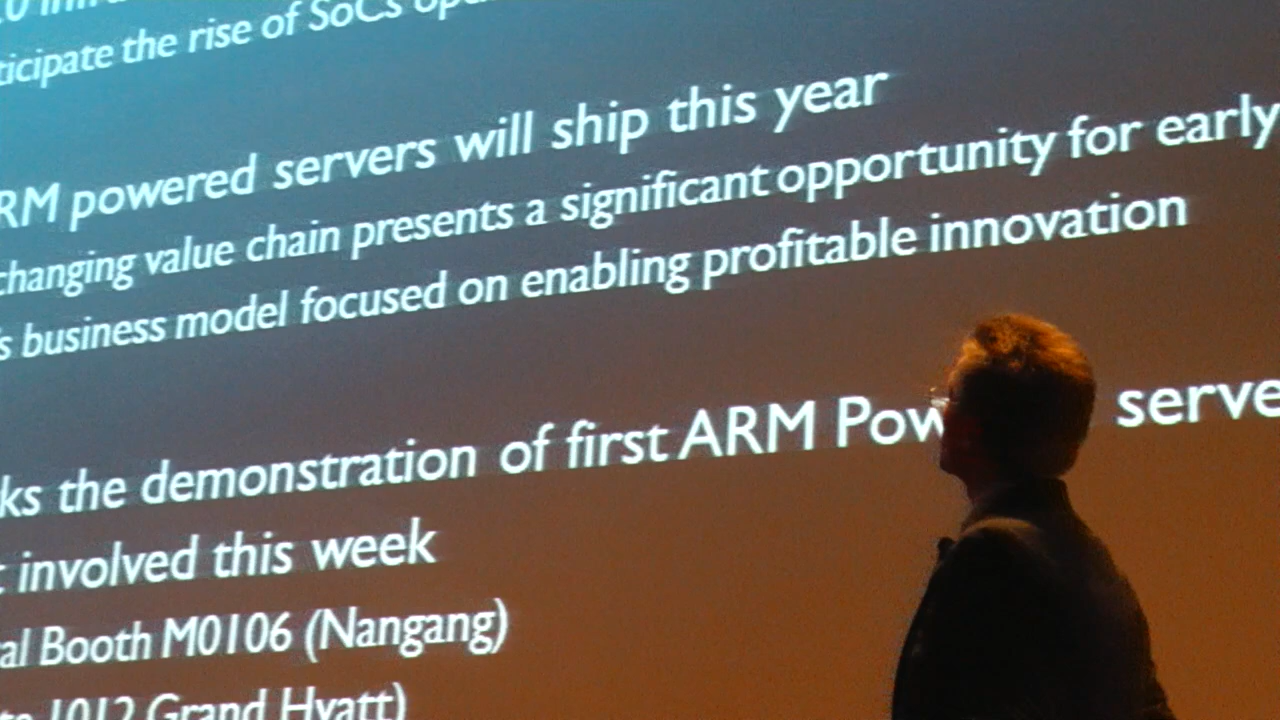 ticipate the rise of SoCs
RM powered servers will ship this year
changing value chain presents a significant opportunity for early
s business model focused on enabling profitable innovation
ks the demonstration of first ARM Pow serve
t involved this week
al Booth M0106 (Nangang)
1012 Grand Hyatt)